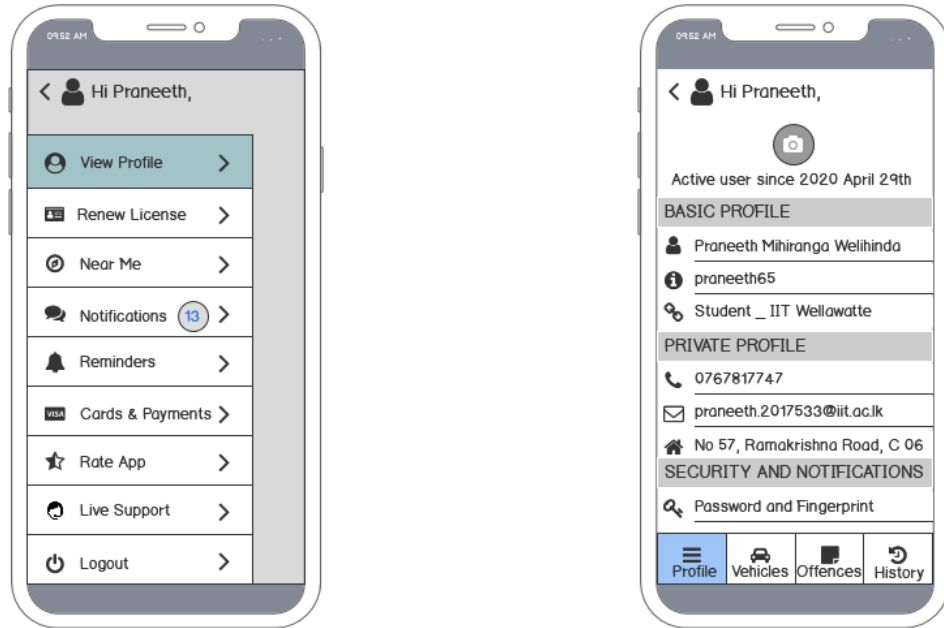 09:52 AM
Hi Praneeth,
View Profile
Renew License
Near Me
Notifications 13
Reminders
VISA Cards & Payments
Rate App
Live Support
Logout
09:52 AM
Hi Praneeth,
Active user since 2020 April 29th
BASIC PROFILE
Praneeth Mihiranga Welihinda
praneeth65
Student _ IIT Wellawatte
PRIVATE PROFILE
0767817747
praneeth.2017533@iit.ac.lk
No 57, Ramakrishna Road, C 06
SECURITY AND NOTIFICATIONS
Password and Fingerprint
Profile Vehicles Offences History